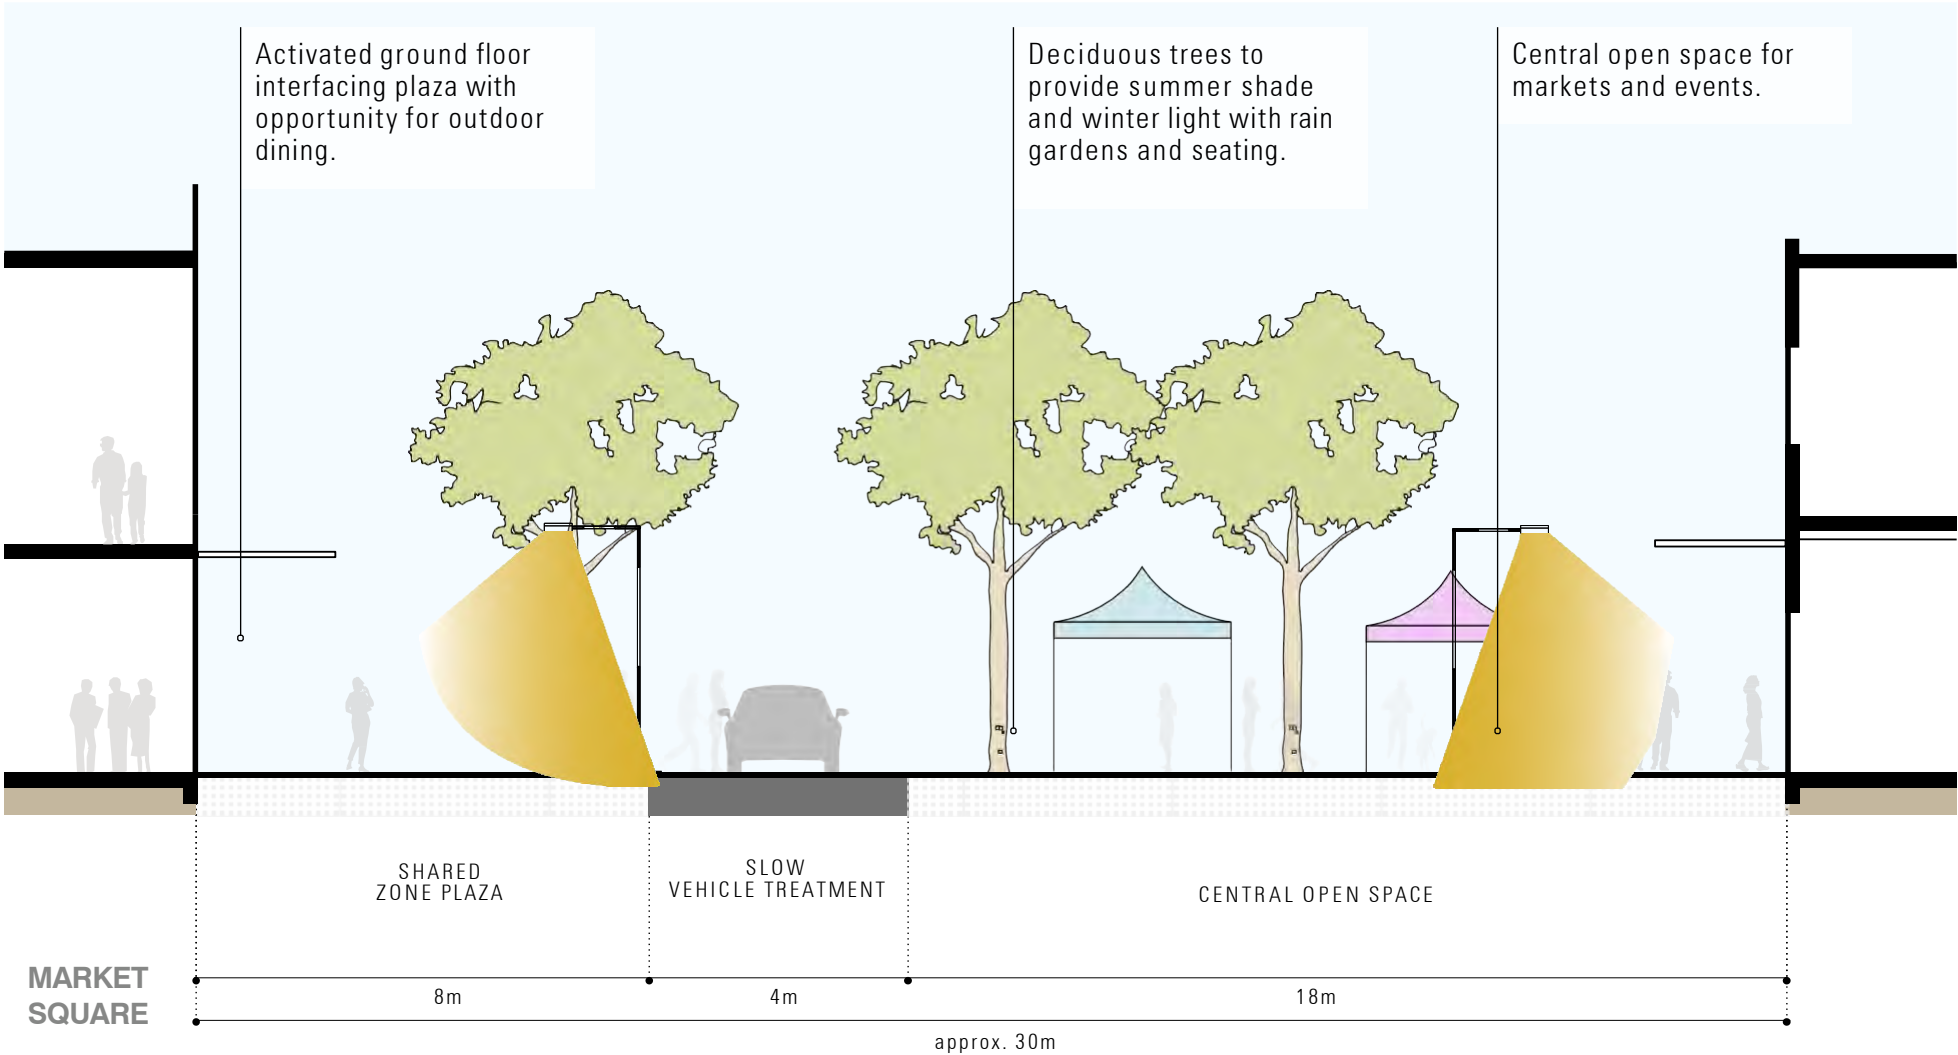 Activated ground floor
interfacing plaza with
opportunity for outdoor
dining.
Deciduous trees to
provide summer shade
and winter light with rain
gardens and seating.
Central open space for
markets and events.
SHARED
ZONE PLAZA
SLOW
VEHICLE TREATMENT
CENTRAL OPEN SPACE
MARKET
SQUARE
8m
4m
18m
approx. 30m